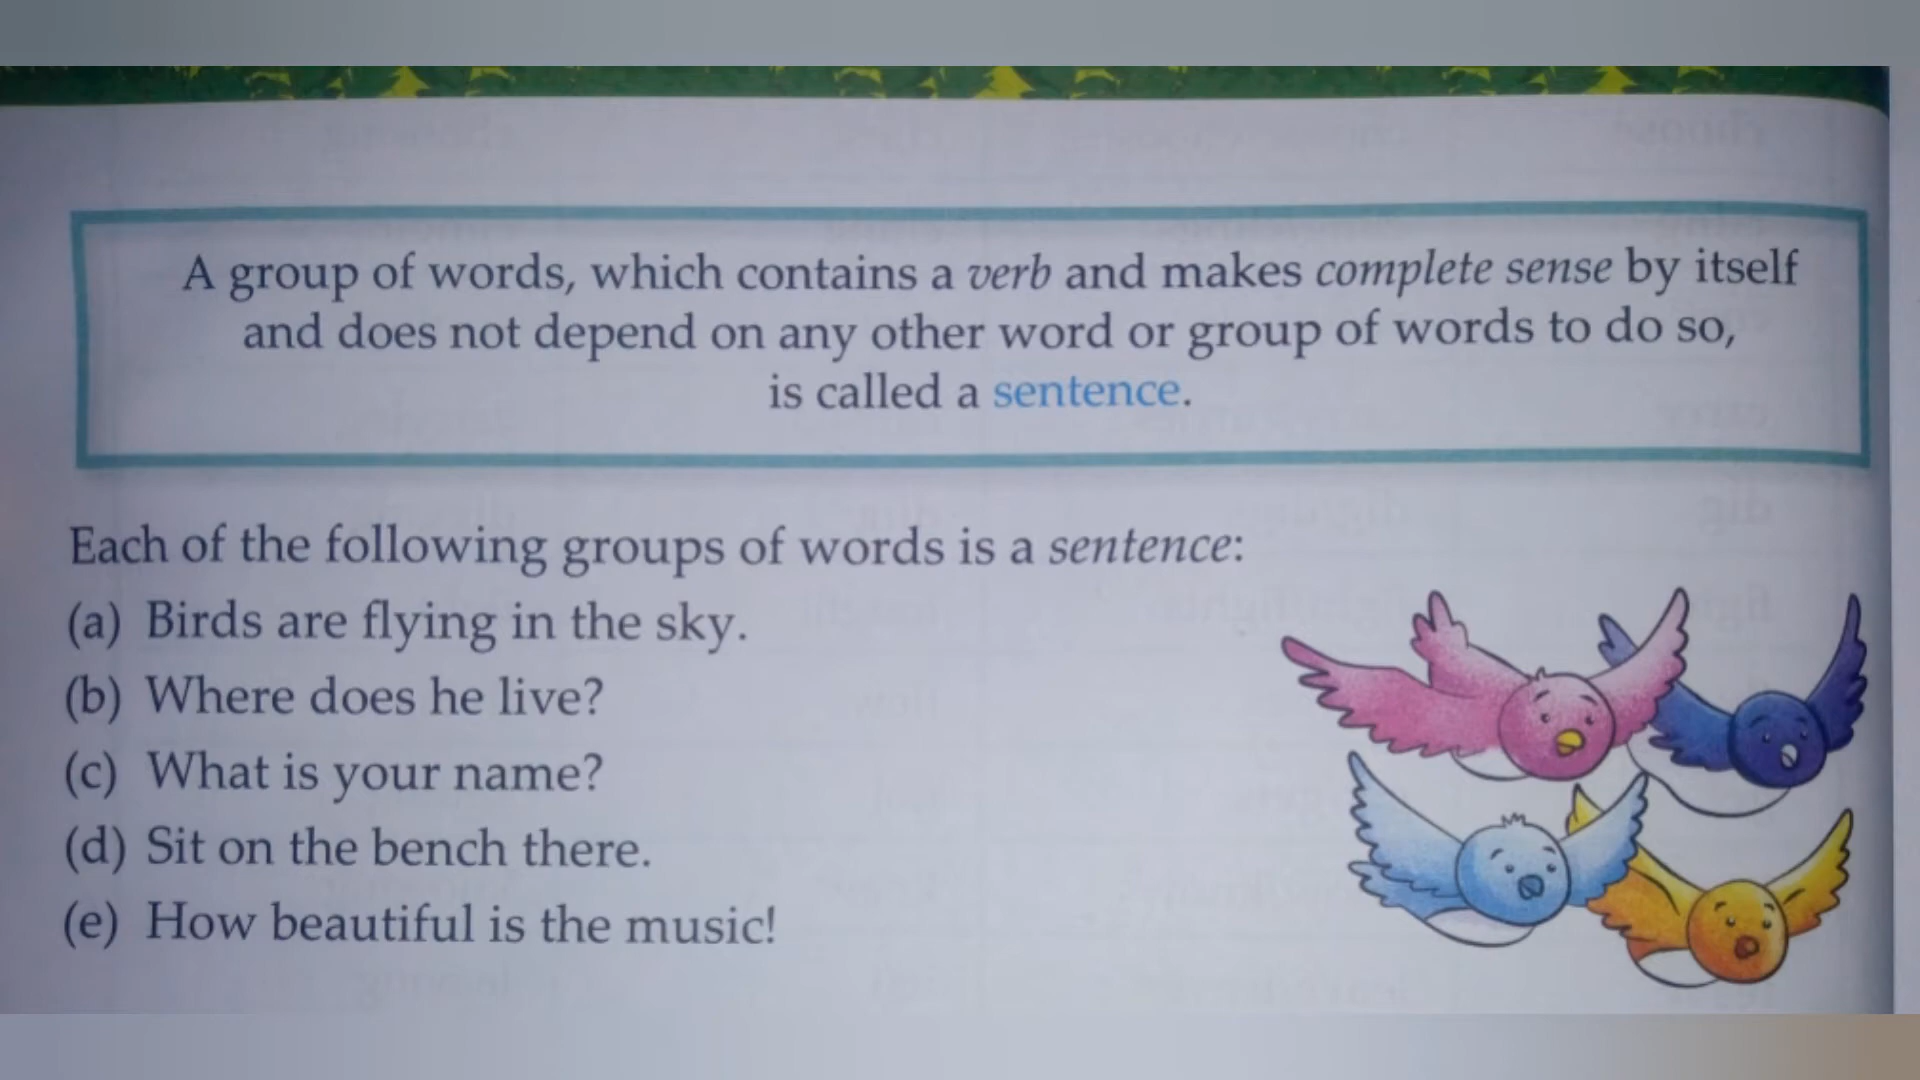 A group of words, which contains a verb and makes complete sense by itself
and does not depend on any other word or group of words to do so,
is called a sentence.
Each of the following groups of words is a sentence:
(a) Birds are flying in the sky.
(b) Where does he live?
(c) What is your name?
(d) Sit on the bench there.
(e) How beautiful is the music!